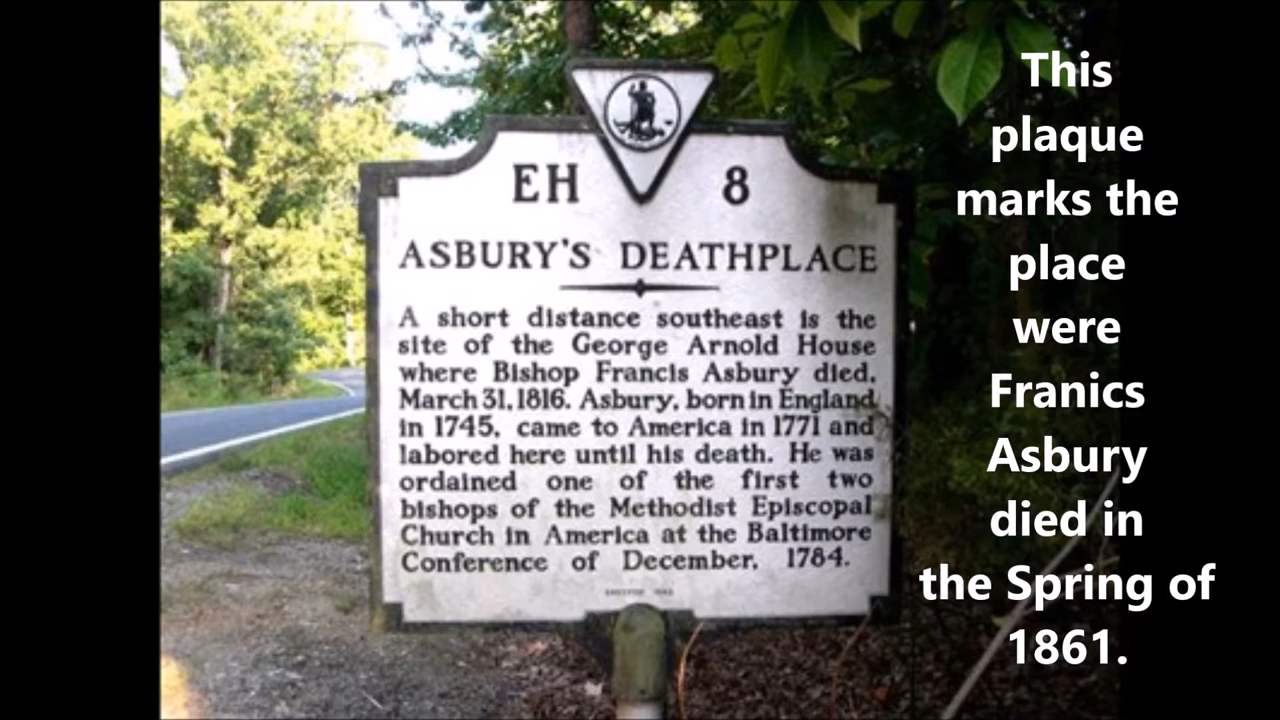 EH 8
ASBURY'S DEATHPLACE
A short distance southeast is the
site of the George Arnold House
where Bishop Francis Asbury died,
March 31, 1816. Asbury, born in England
in 1745, came to America in 1771 and
labored here until his death. He was
ordained one of the first two
bishops of the Methodist Episcopal
Church in America at the Baltimore
Conference of December, 1784.
This
plaque
marks the
place
were
Franics
Asbury
died in
the Spring of
1861.